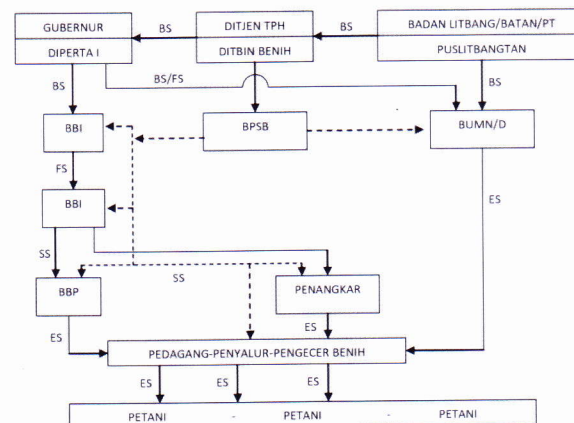 GUBERNUR
BS
DITJEN TPH
BS
BADAN LITBANG/BATAN/PT
DIPERTA I
DITBIN BENIH
PUSLITBANGTAN
BS
BS/FS
BS
BBI
BPSB
BUMN/D
FS
BBI
ES
SS
SS
BBP
PENANGKAR
ES
ES
PEDAGANG-PENYALUR-PENGECER BENIH
ES
ES
ES
PETANI - PETANI - PETANI